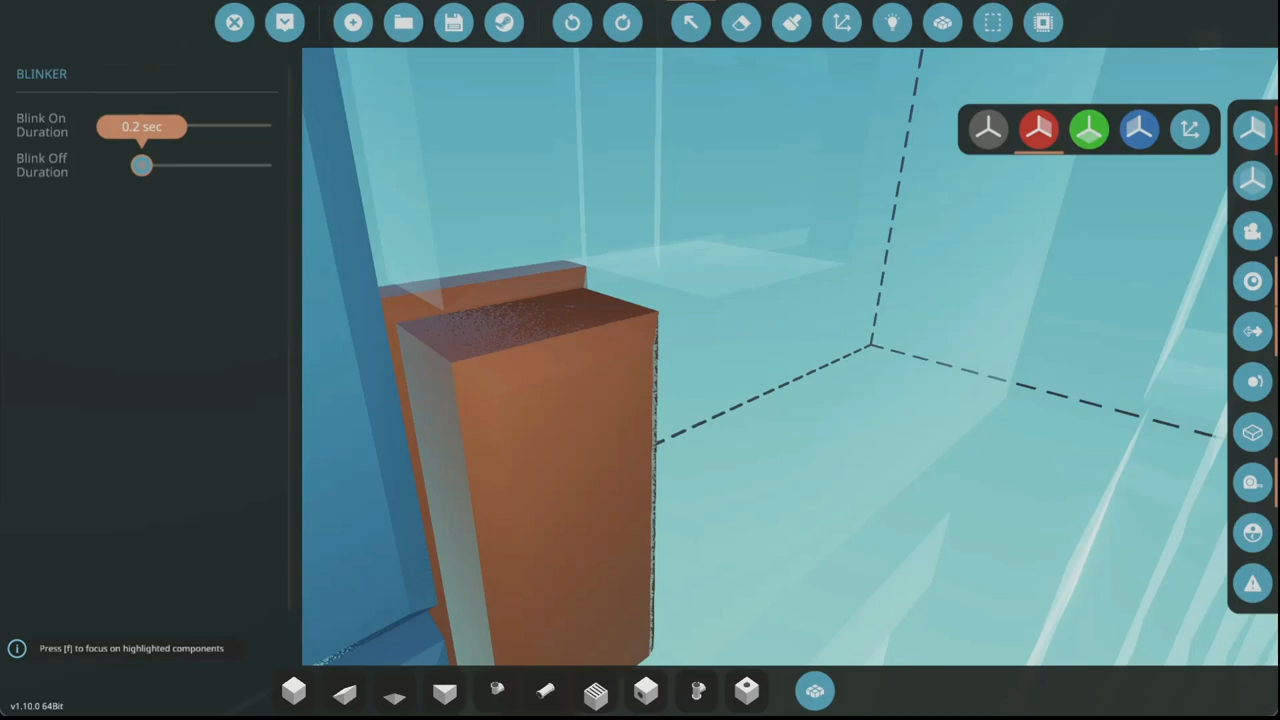 BLINKER
Blink On
Duration
0.2 sec
Blink Off
Duration
Press [f] to focus on highlighted components
v1.10.0 64Bit